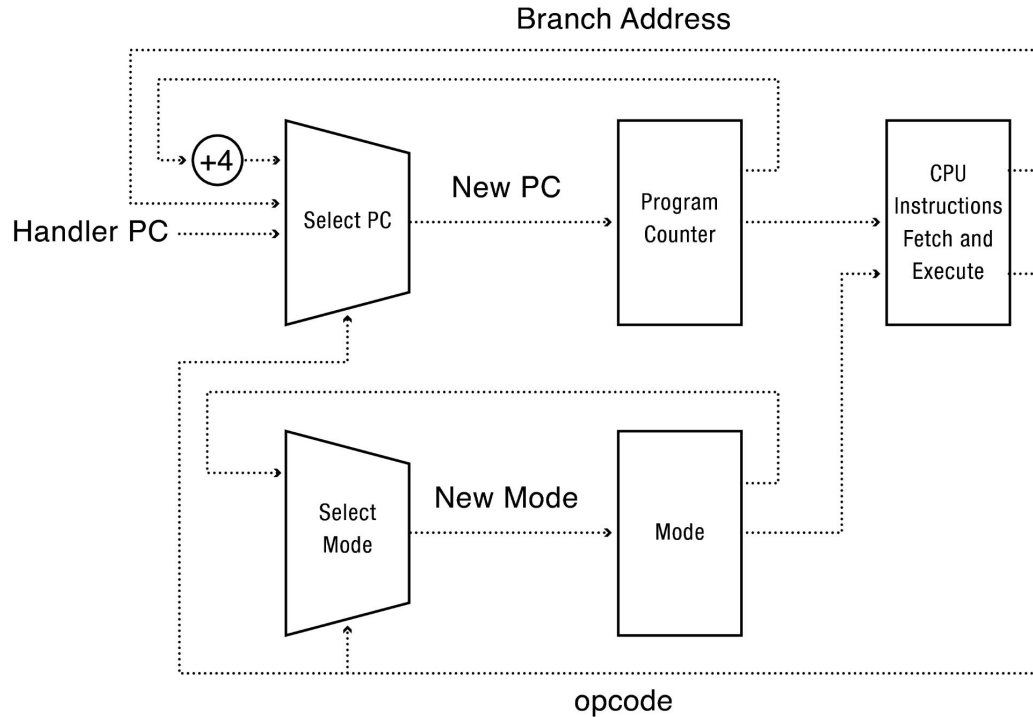 Branch Address
+4
Handler PC
Select PC
New PC
Program
Counter
CPU
Instructions
Fetch and
Execute
Select
Mode
New Mode
Mode
opcode